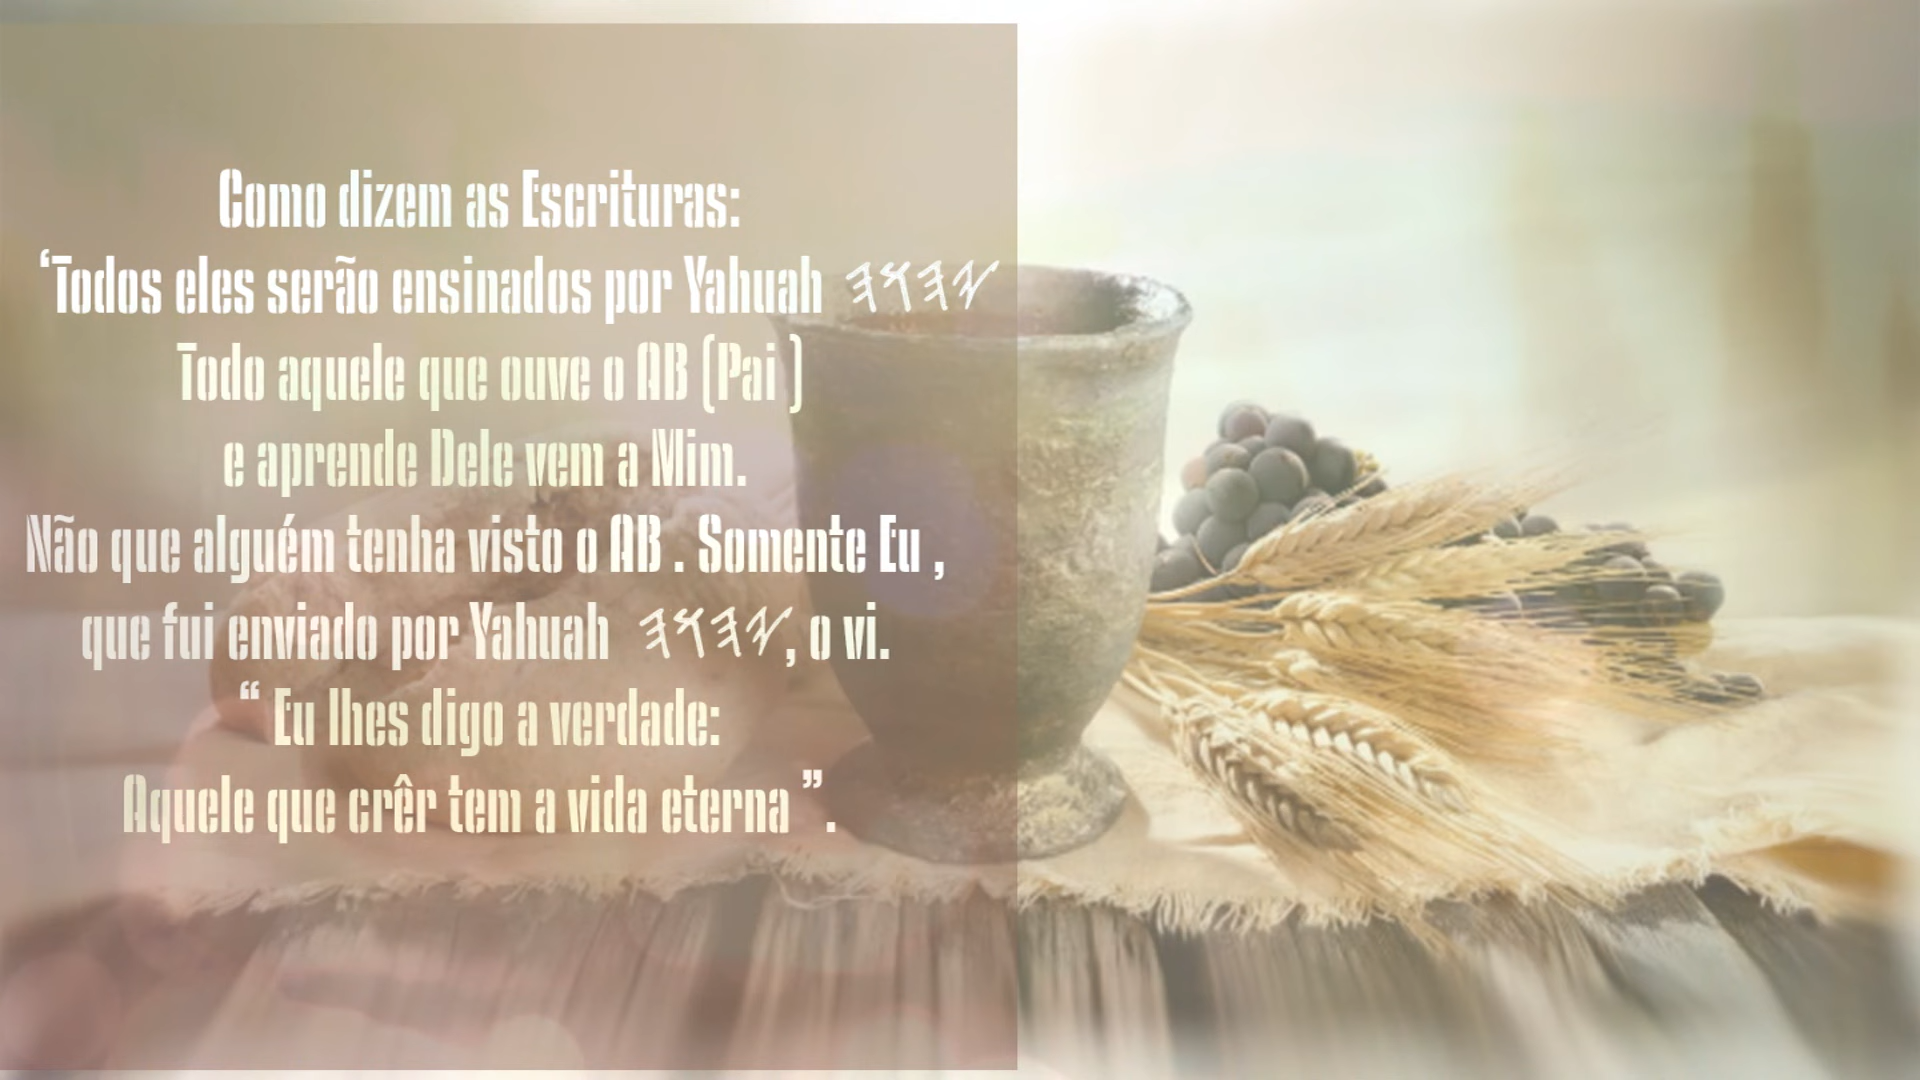 Como dizem as Escrituras:
‘Todos eles serão ensinados por Yahuah 𐤉𐤄𐤅𐤄
Todo aquele que ouve o AB (Pai )
e aprende Dele vem a Mim.
Não que alguém tenha visto o AB . Somente Eu ,
que fui enviado por Yahuah 𐤉𐤄𐤅𐤄, o vi.
“ Eu lhes digo a verdade:
Aquele que crêr tem a vida eterna ”.